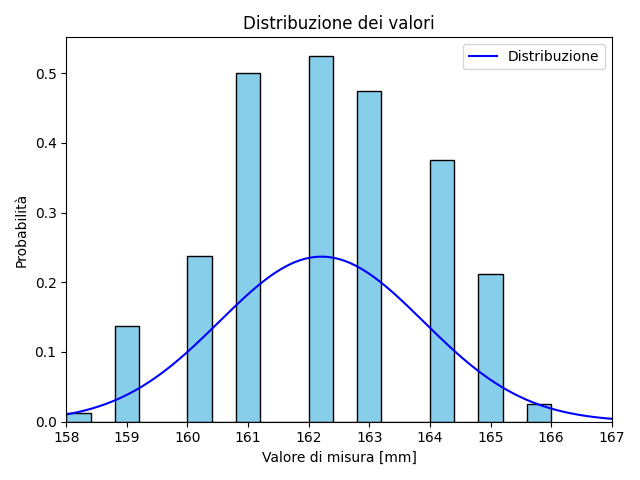 Distribuzione dei valori
Distribuzione
0.5
0.4
0.3
0.2
0.1
0.0
Probabilità
158 159 160 161 162 163 164 165 166 167
Valore di misura [mm]